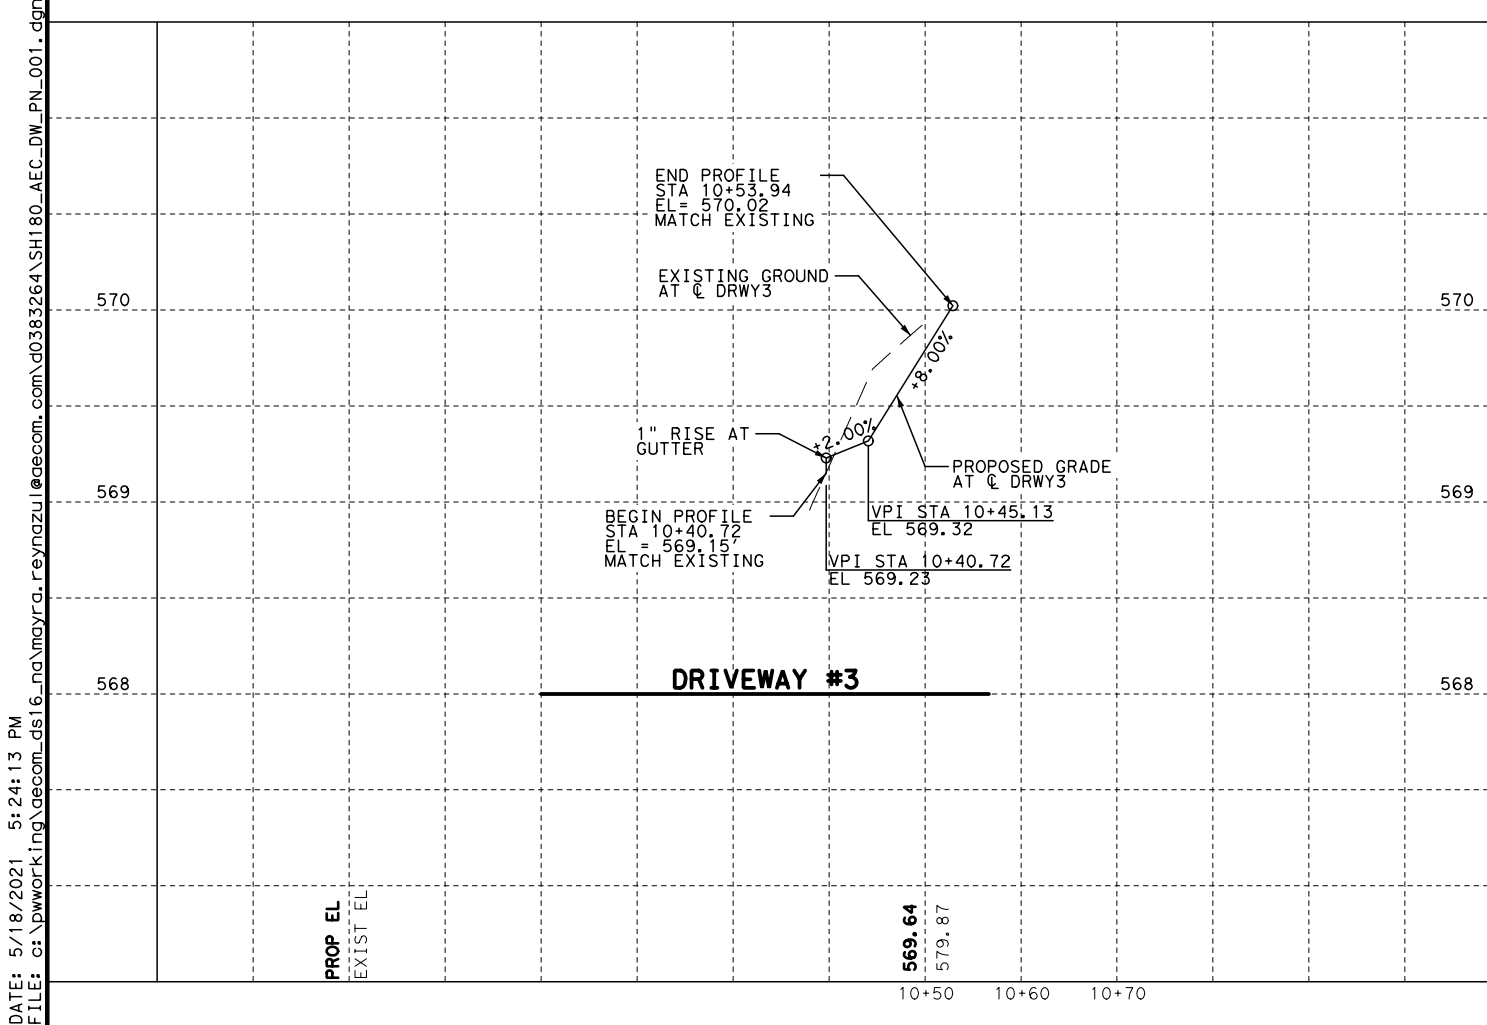 DATE: 5/18/2021 5:24:13 PM
FILE: c:\pwworking\aecom_ds16_na\mayra.reynazul@aecom.com\d0383264\SH180_AEC_DW_PN_001.dgn
END PROFILE
STA 10+53.94
EL= 570.02
MATCH EXISTING
EXISTING GROUND
AT ℄ DRWY3
570
570
+8.00%
1" RISE AT
GUTTER
+2.00%
PROPOSED GRADE
AT ℄ DRWY3
569
569
BEGIN PROFILE
STA 10+40.72
EL = 569.15'
MATCH EXISTING
VPI STA 10+45.13
EL 569.32
VPI STA 10+40.72
EL 569.23
DRIVEWAY #3
568
568
PROP EL
EXIST EL
569.64
579.87
10+50
10+60
10+70